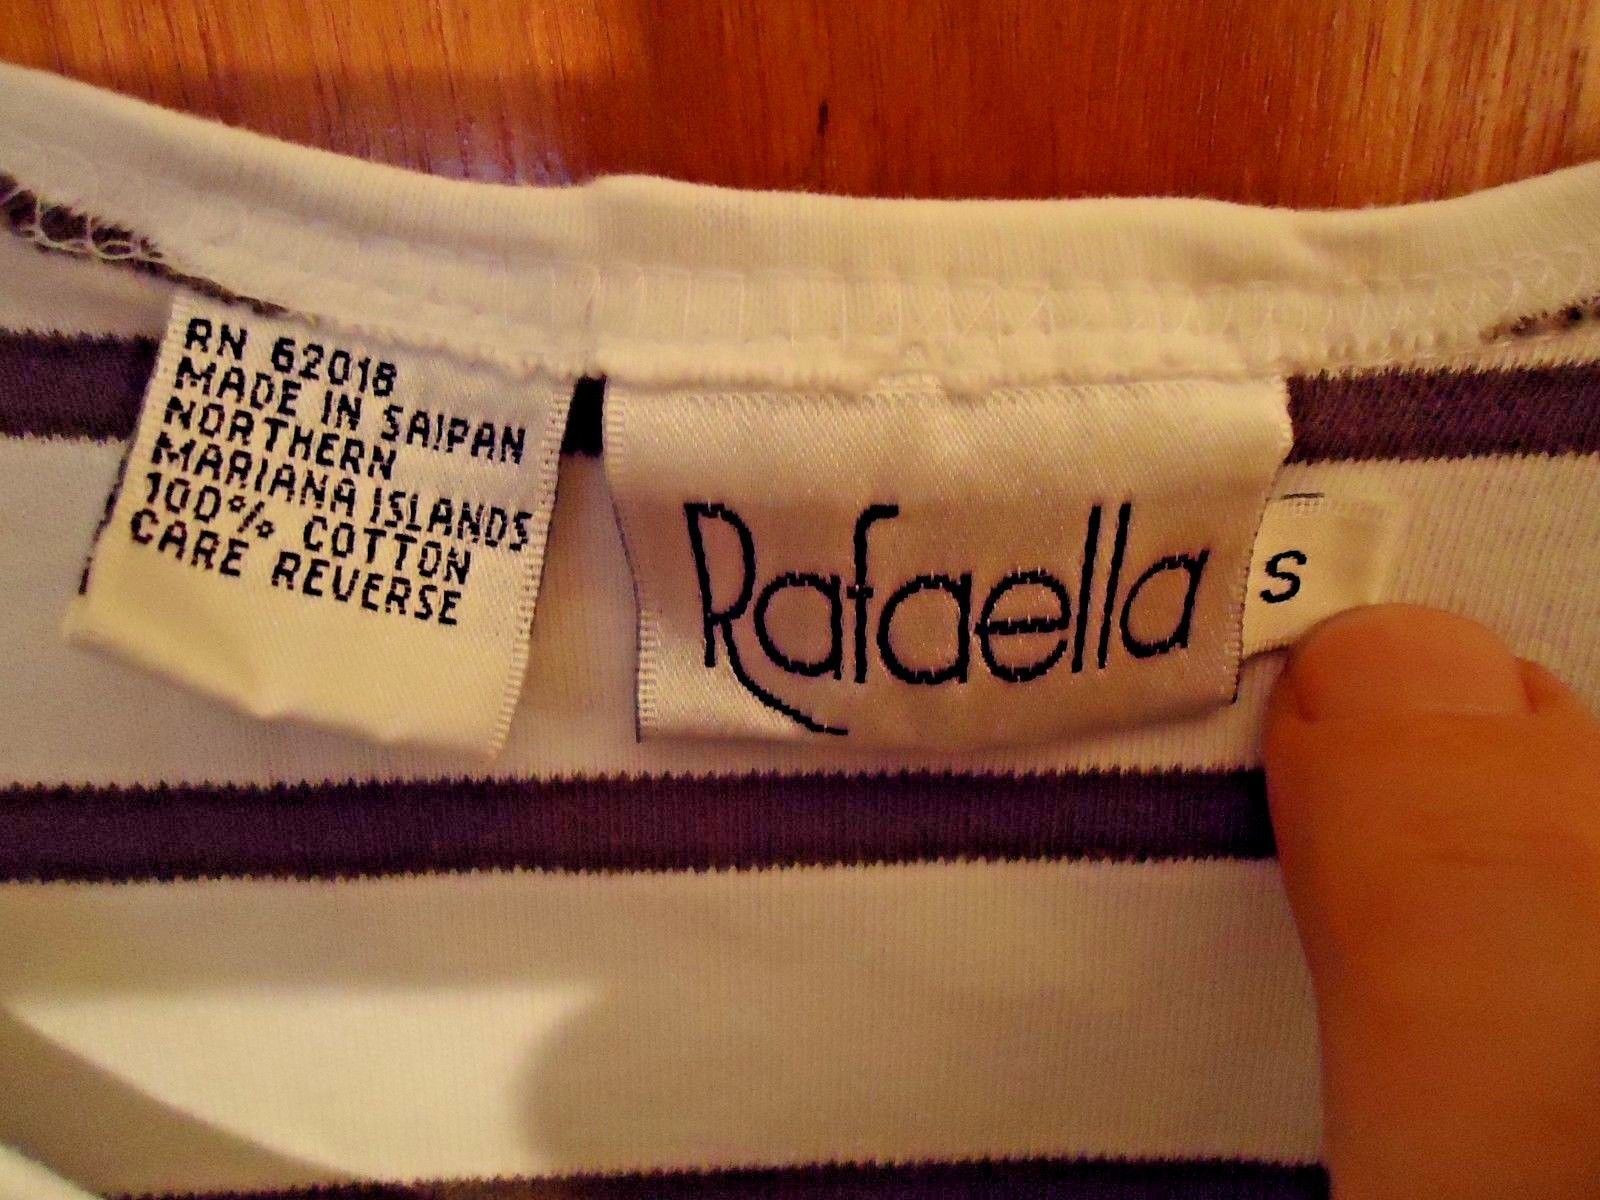 RN 62018
MADE IN SAIPAN
NORTHERN
MARIANA ISLANDS
100% COTTON
CARE REVERSE
Rafaella
S